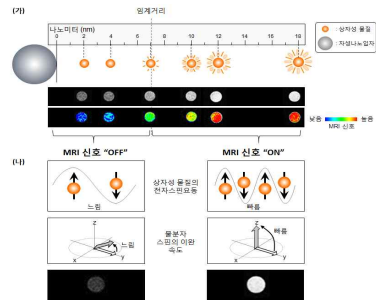 (가)
임계거리
나노미터 (nm)
0 2 4 6 8 10 12 14 16 18
: 상자성 물질
: 자성나노입자
낮음 높음
MRI 신호
(나)
MRI 신호 "OFF"
MRI 신호 "ON"
느림
상자성 물질의
전자스핀요동
빠름
z
느림
x
y
물분자
스핀의 이완
속도
z
빠름
x
y